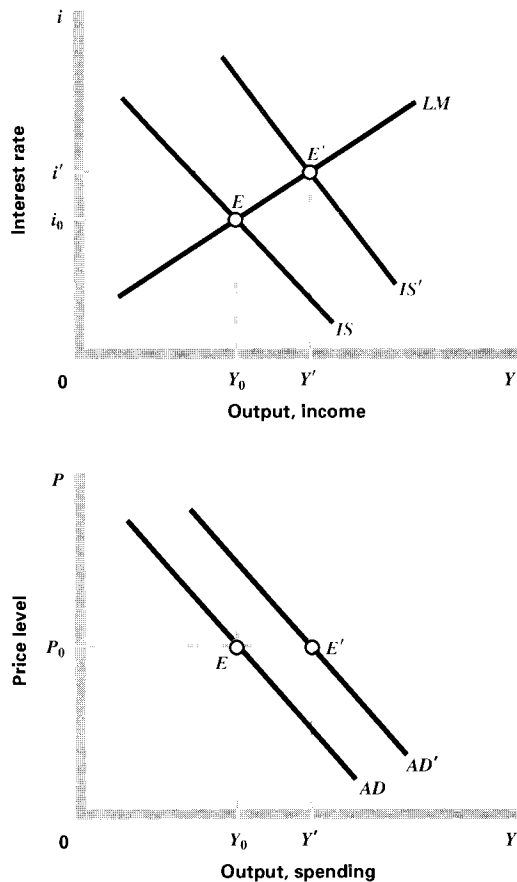 i
Interest rate
LM
E'
i'
E
i₀
IS'
IS
0
Y₀
Y'
Y
Output, income
P
Price level
P₀
E
E'
AD'
AD
0
Y₀
Y'
Y
Output, spending